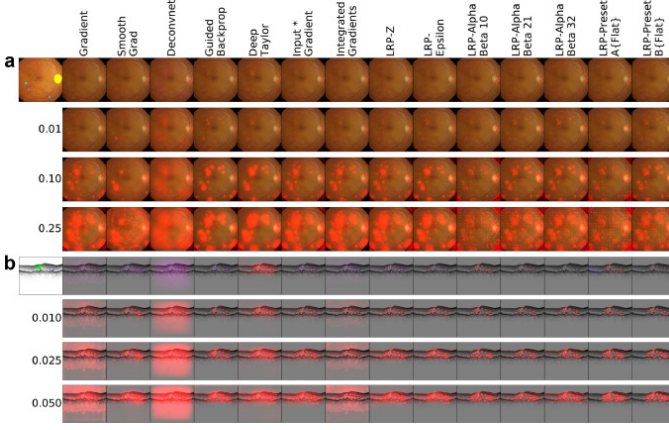 Gradient
Smooth
Grad
Deconvnet
Guided
Backprop
Deep
Taylor
Input *
Gradient
Integrated
Gradients
LRP-Z
LRP-
Epsilon
LRP-Alpha
Beta 10
LRP-Alpha
Beta 21
LRP-Alpha
Beta 32
LRP-Preset
A{Flat}
LRP-Preset
B{Flat}
a
0.01
0.10
0.25
b
0.010
0.025
0.050